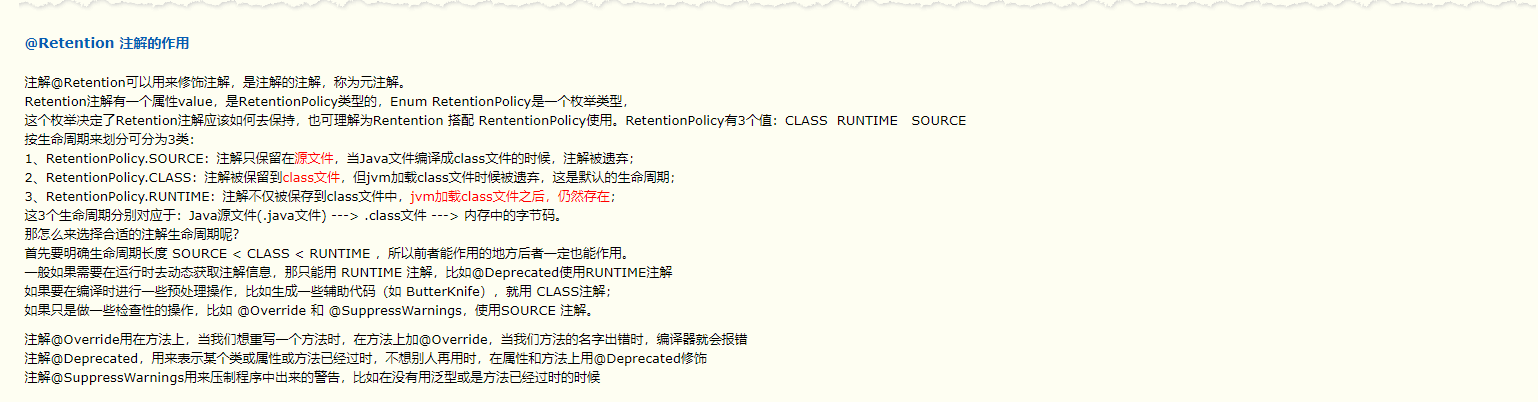 @Retention 注解的作用
注解@Retention可以用来修饰注解，是注解的注解，称为元注解。
Retention注解有一个属性value，是RetentionPolicy类型的，Enum RetentionPolicy是一个枚举类型，
这个枚举决定了Retention注解应该如何去保持，也可理解为Rentention 搭配 RententionPolicy使用。RetentionPolicy有3个值：CLASS  RUNTIME   SOURCE
按生命周期来划分可分为3类：
1、RetentionPolicy.SOURCE：注解只保留在源文件，当Java文件编译成class文件的时候，注解被遗弃；
2、RetentionPolicy.CLASS：注解被保留到class文件，但jvm加载class文件时候被遗弃，这是默认的生命周期；
3、RetentionPolicy.RUNTIME：注解不仅被保存到class文件中，jvm加载class文件之后，仍然存在；
这3个生命周期分别对应于：Java源文件(.java文件) ---> .class文件 ---> 内存中的字节码。
那怎么来选择合适的注解生命周期呢？
首先要明确生命周期长度 SOURCE < CLASS < RUNTIME ，所以前者能作用的地方后者一定也能作用。
一般如果需要在运行时去动态获取注解信息，那只能用 RUNTIME 注解，比如@Deprecated使用RUNTIME注解
如果要在编译时进行一些预处理操作，比如生成一些辅助代码（如 ButterKnife），就用 CLASS注解；
如果只是做一些检查性的操作，比如 @Override 和 @SuppressWarnings，使用SOURCE 注解。
注解@Override用在方法上，当我们想重写一个方法时，在方法上加@Override，当我们方法的名字出错时，编译器就会报错
注解@Deprecated，用来表示某个类或属性或方法已经过时，不想别人再用时，在属性和方法上用@Deprecated修饰
注解@SuppressWarnings用来压制程序中出来的警告，比如在没有用泛型或是方法已经过时的时候